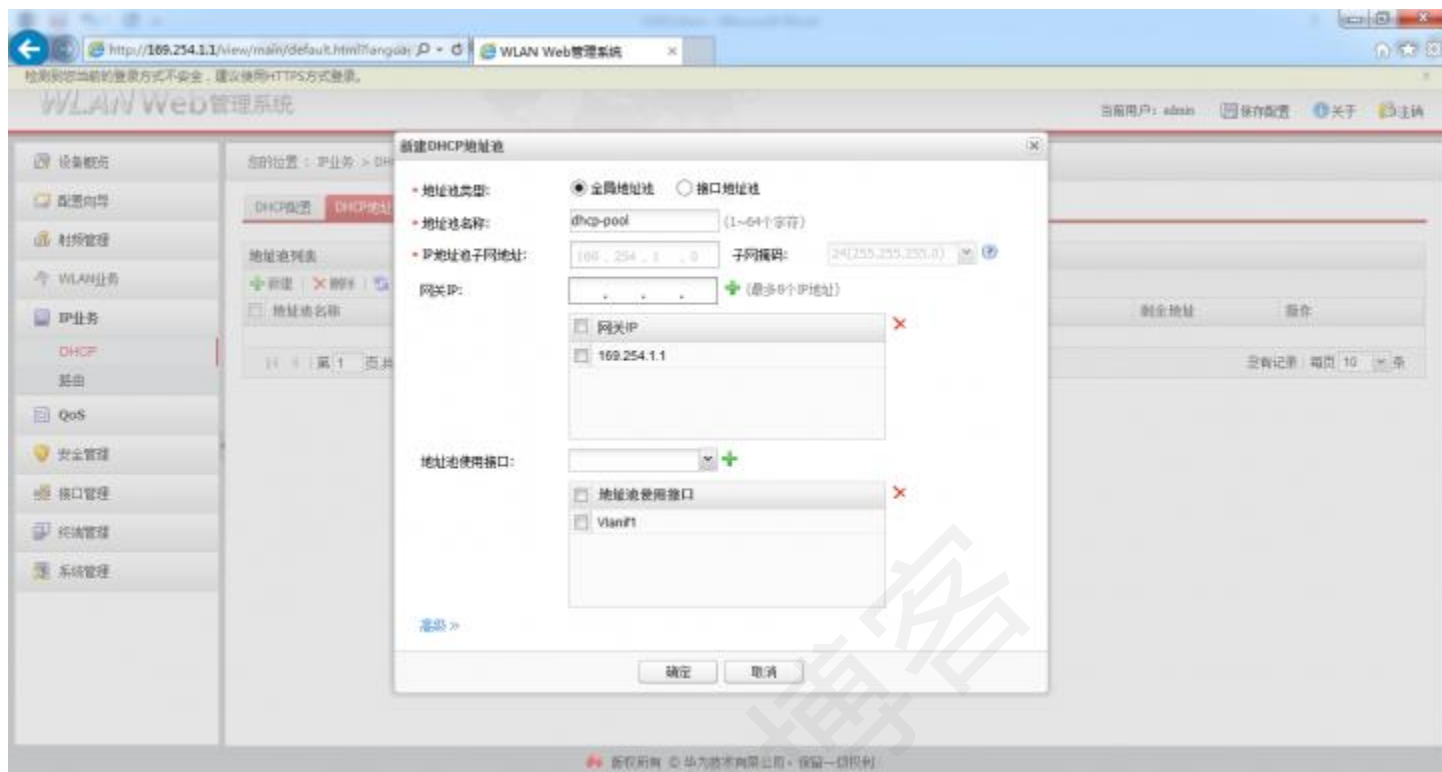 http://169.254.1.1/view/main/default.html?langua
WLAN Web管理系统
检测到您当前的登录方式不安全，建议使用HTTPS方式登录。
WLAN Web管理系统
当前用户: admin 保存配置 关于 注销
设备概览
配置向导
射频管理
WLAN业务
IP业务
DHCP
路由
QoS
安全管理
接口管理
终端管理
系统管理
您的位置: IP业务 > DH
DHCP配置 DHCP地址
地址池列表
新建 删除
地址池名称 剩余地址 操作
第 1 页共 没有记录 每页 10 条
新建DHCP地址池
* 地址池类型: 全局地址池 接口地址池
* 地址池名称: dhcp-pool (1~64个字符)
* IP地址池子网地址: 169 . 254 . 1 . 0 子网掩码: 24(255.255.255.0)
网关IP: . . . (最多8个IP地址)
网关IP
169.254.1.1
地址池使用接口:
地址池使用接口
Vlanif1
高级 »
确定 取消
版权所有 © 华为技术有限公司。保留一切权利
博客